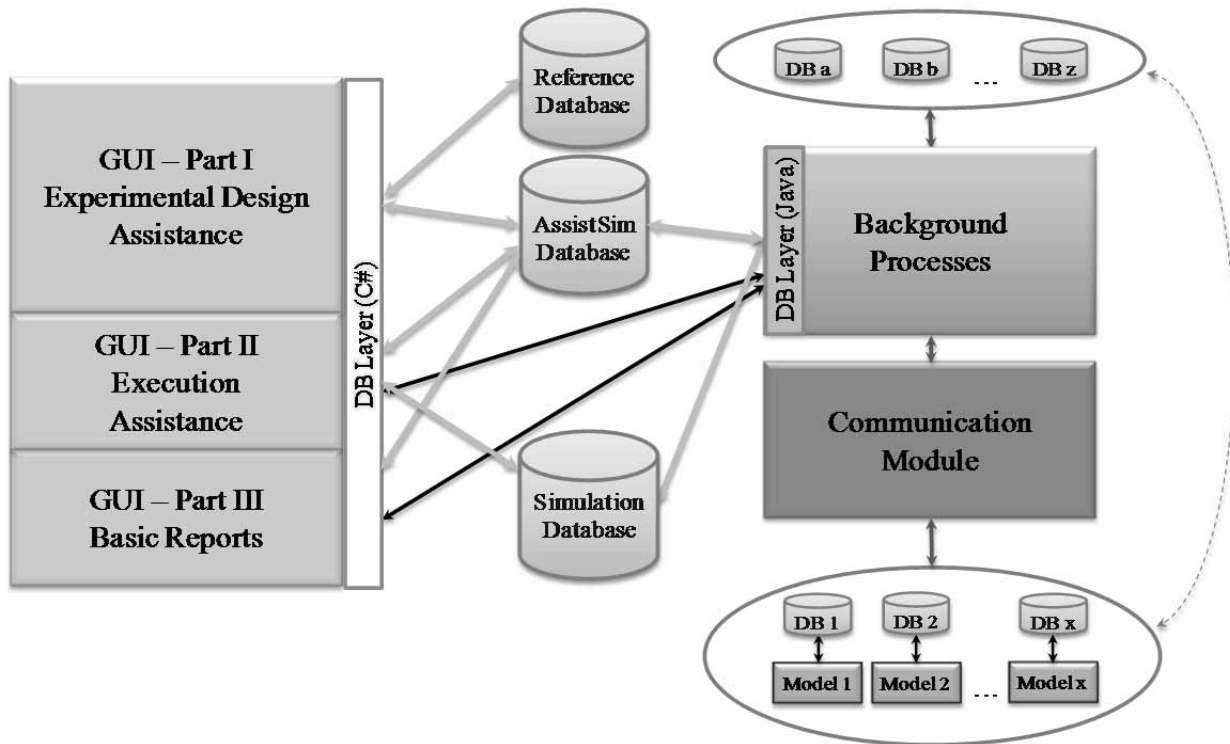 GUI – Part I
Experimental Design
Assistance
GUI – Part II
Execution
Assistance
GUI – Part III
Basic Reports
DB Layer (C#)
Reference
Database
AssistSim
Database
Simulation
Database
DB a
DB b
...
DB z
DB Layer (Java)
Background
Processes
Communication
Module
DB 1
DB 2
DB x
Model 1
Model 2
...
Model x